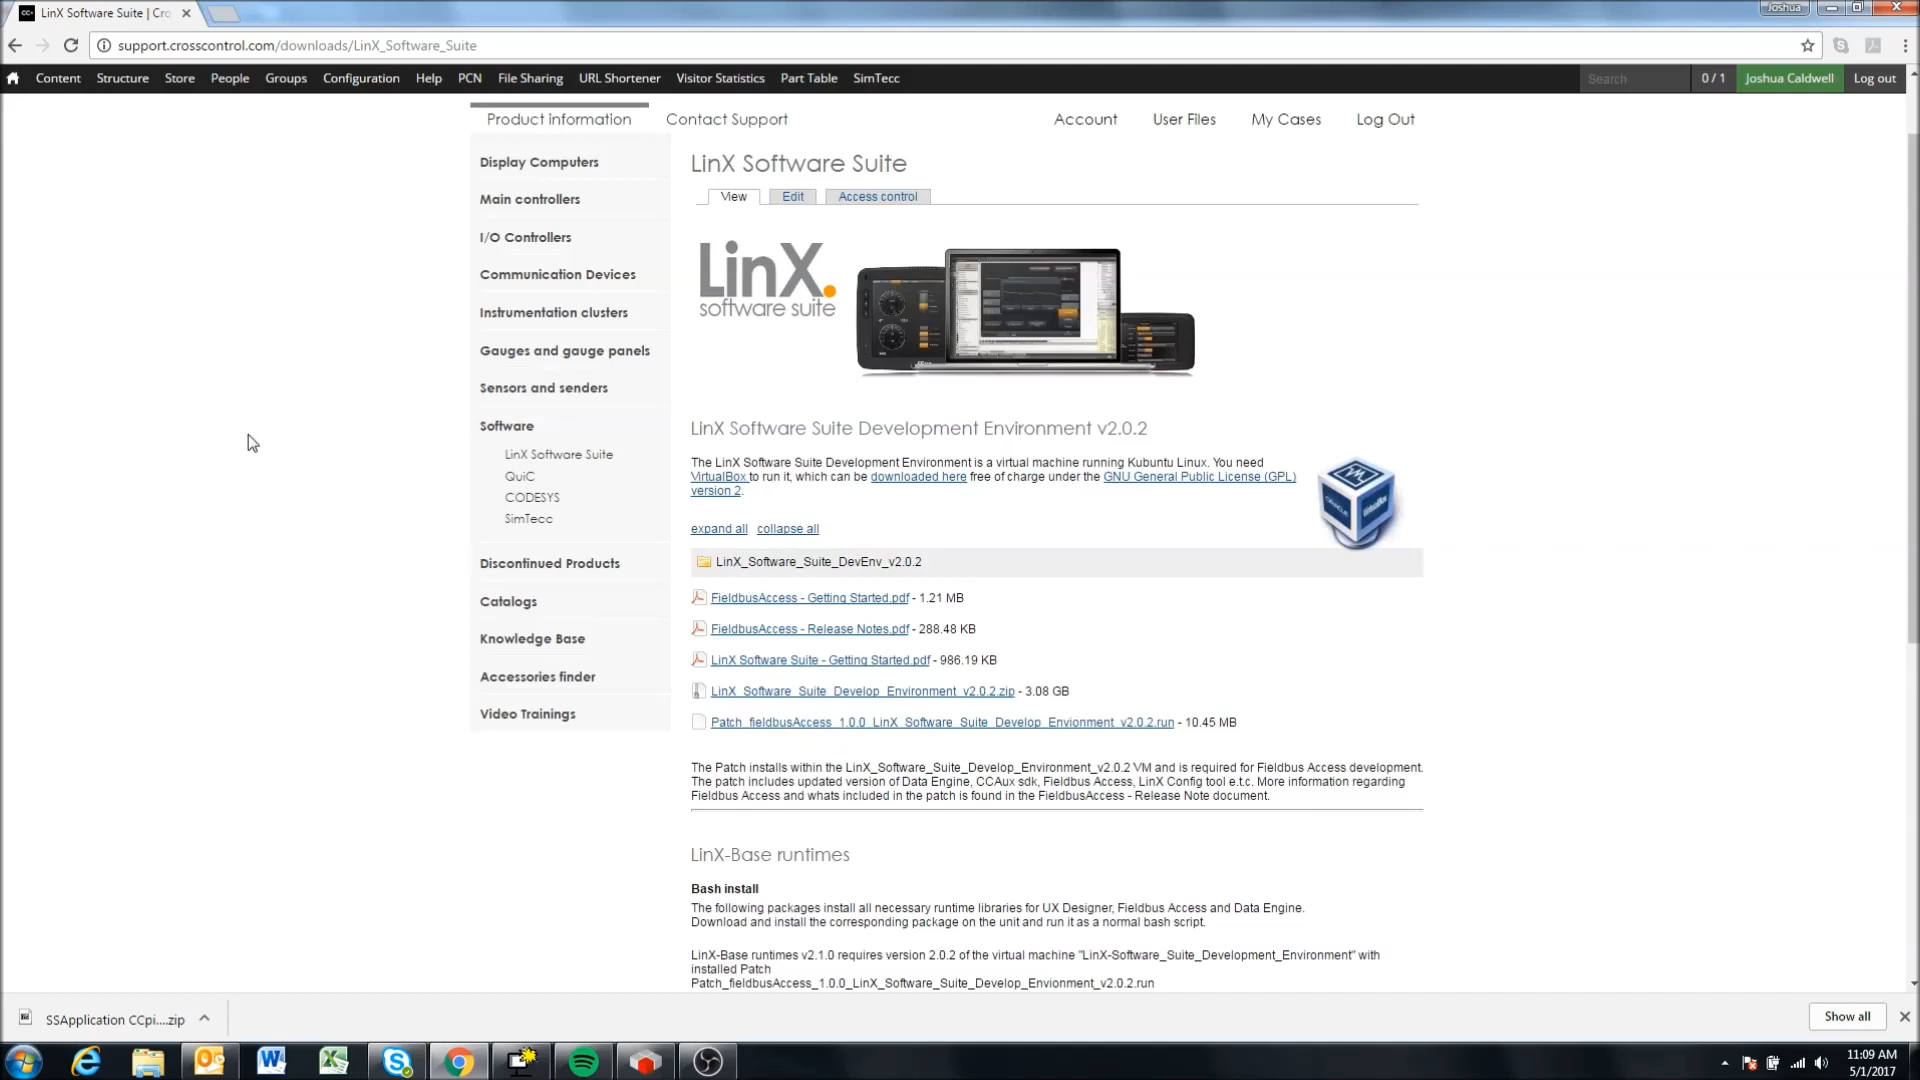 LinX Software Suite | Cro
Joshua
support.crosscontrol.com/downloads/LinX_Software_Suite
Content Structure Store People Groups Configuration Help PCN File Sharing URL Shortener Visitor Statistics Part Table SimTecc Search 0 / 1 Joshua Caldwell Log out
Product information Contact Support Account User Files My Cases Log Out
Display Computers
Main controllers
I/O Controllers
Communication Devices
Instrumentation clusters
Gauges and gauge panels
Sensors and senders
Software
LinX Software Suite
QuiC
CODESYS
SimTecc
Discontinued Products
Catalogs
Knowledge Base
Accessories finder
Video Trainings
LinX Software Suite
View Edit Access control
LinX.
software suite
LinX Software Suite Development Environment v2.0.2
The LinX Software Suite Development Environment is a virtual machine running Kubuntu Linux. You need
VirtualBox to run it, which can be downloaded here free of charge under the GNU General Public License (GPL)
version 2.
expand all collapse all
LinX_Software_Suite_DevEnv_v2.0.2
FieldbusAccess - Getting Started.pdf - 1.21 MB
FieldbusAccess - Release Notes.pdf - 288.48 KB
LinX Software Suite - Getting Started.pdf - 986.19 KB
LinX_Software_Suite_Develop_Environment_v2.0.2.zip - 3.08 GB
Patch_fieldbusAccess_1.0.0_LinX_Software_Suite_Develop_Envionment_v2.0.2.run - 10.45 MB
The Patch installs within the LinX_Software_Suite_Develop_Environment_v2.0.2 VM and is required for Fieldbus Access development.
The patch includes updated version of Data Engine, CCAux sdk, Fieldbus Access, LinX Config tool e.t.c. More information regarding
Fieldbus Access and whats included in the patch is found in the FieldbusAccess - Release Note document.
LinX-Base runtimes
Bash install
The following packages install all necessary runtime libraries for UX Designer, Fieldbus Access and Data Engine.
Download and install the corresponding package on the unit and run it as a normal bash script.
LinX-Base runtimes v2.1.0 requires version 2.0.2 of the virtual machine "LinX-Software_Suite_Development_Environment" with
installed Patch
Patch_fieldbusAccess_1.0.0_LinX_Software_Suite_Develop_Envionment_v2.0.2.run
SSApplication CCpi....zip
Show all
11:09 AM
5/1/2017